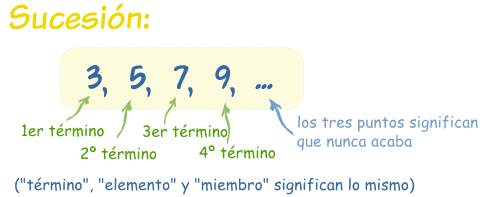 Sucesión:
3, 5, 7, 9, ...
1er término
2º término
3er término
4º término
los tres puntos significan
que nunca acaba
("término", "elemento" y "miembro" significan lo mismo)